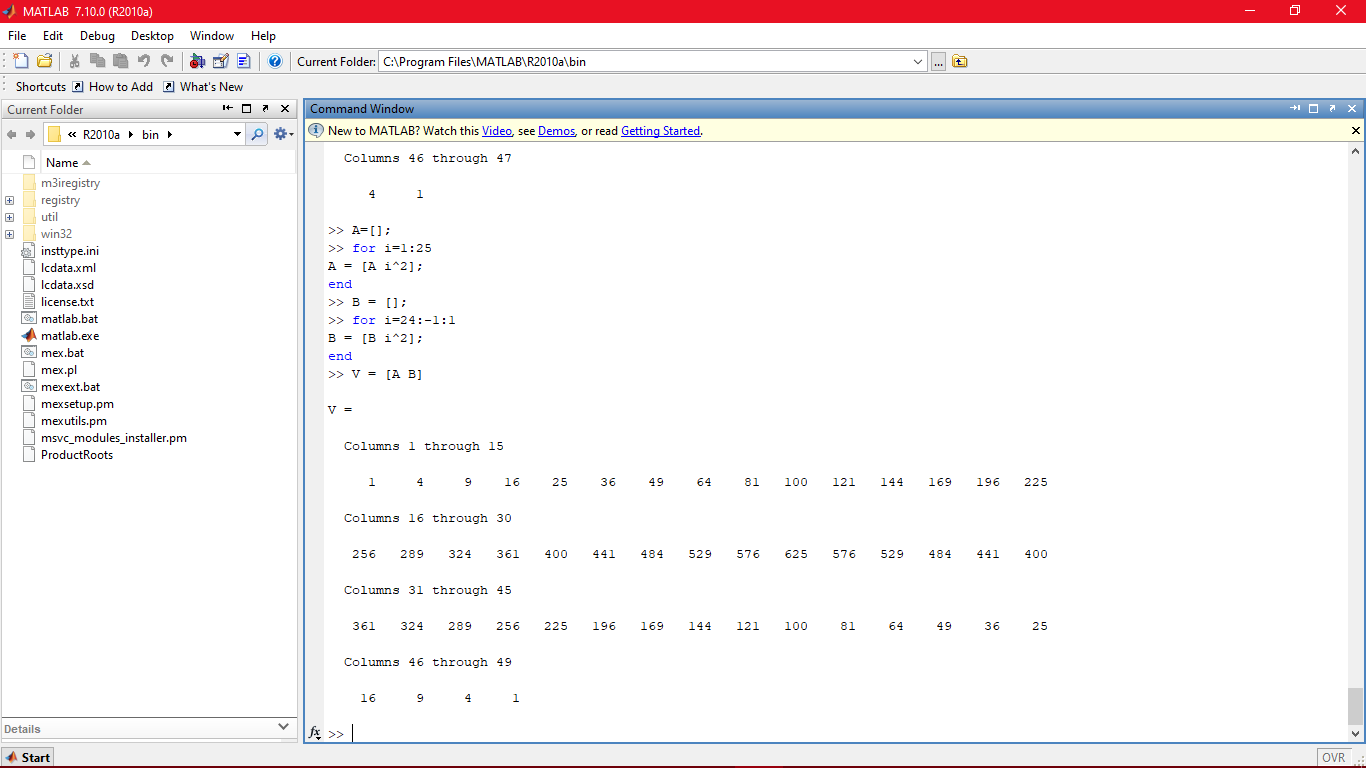 MATLAB 7.10.0 (R2010a)
File Edit Debug Desktop Window Help
Current Folder: C:\Program Files\MATLAB\R2010a\bin ...
Shortcuts How to Add What's New
Current Folder
« R2010a bin
Name
m3iregistry
registry
util
win32
insttype.ini
lcdata.xml
lcdata.xsd
license.txt
matlab.bat
matlab.exe
mex.bat
mex.pl
mexext.bat
mexsetup.pm
mexutils.pm
msvc_modules_installer.pm
ProductRoots
Details
Command Window
New to MATLAB? Watch this Video, see Demos, or read Getting Started.
Columns 46 through 47
4 1
>> A=[];
>> for i=1:25
A = [A i^2];
end
>> B = [];
>> for i=24:-1:1
B = [B i^2];
end
>> V = [A B]
V =
Columns 1 through 15
1 4 9 16 25 36 49 64 81 100 121 144 169 196 225
Columns 16 through 30
256 289 324 361 400 441 484 529 576 625 576 529 484 441 400
Columns 31 through 45
361 324 289 256 225 196 169 144 121 100 81 64 49 36 25
Columns 46 through 49
16 9 4 1
fx >>
Start
OVR